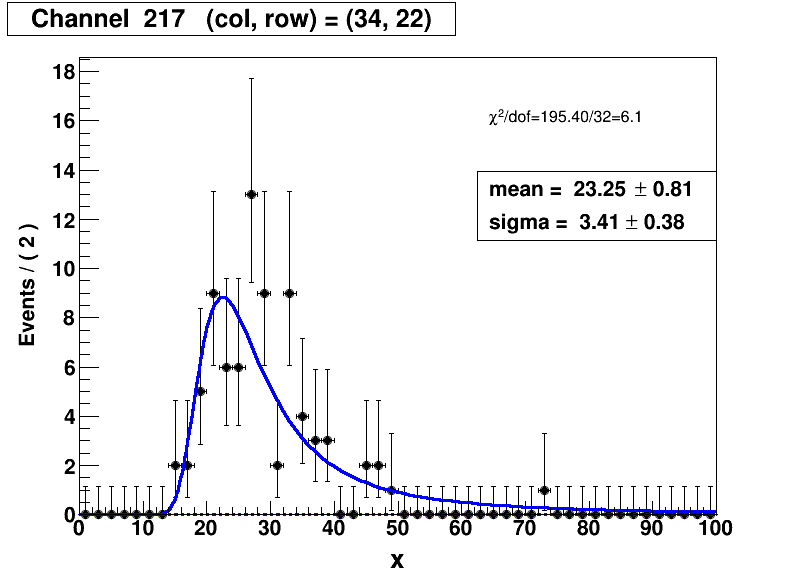 Channel 217 (col, row) = (34, 22)
χ²/dof=195.40/32=6.1
mean = 23.25 ± 0.81
sigma = 3.41 ± 0.38
Events / ( 2 )
18
16
14
12
10
8
6
4
2
0
0 10 20 30 40 50 60 70 80 90 100
x